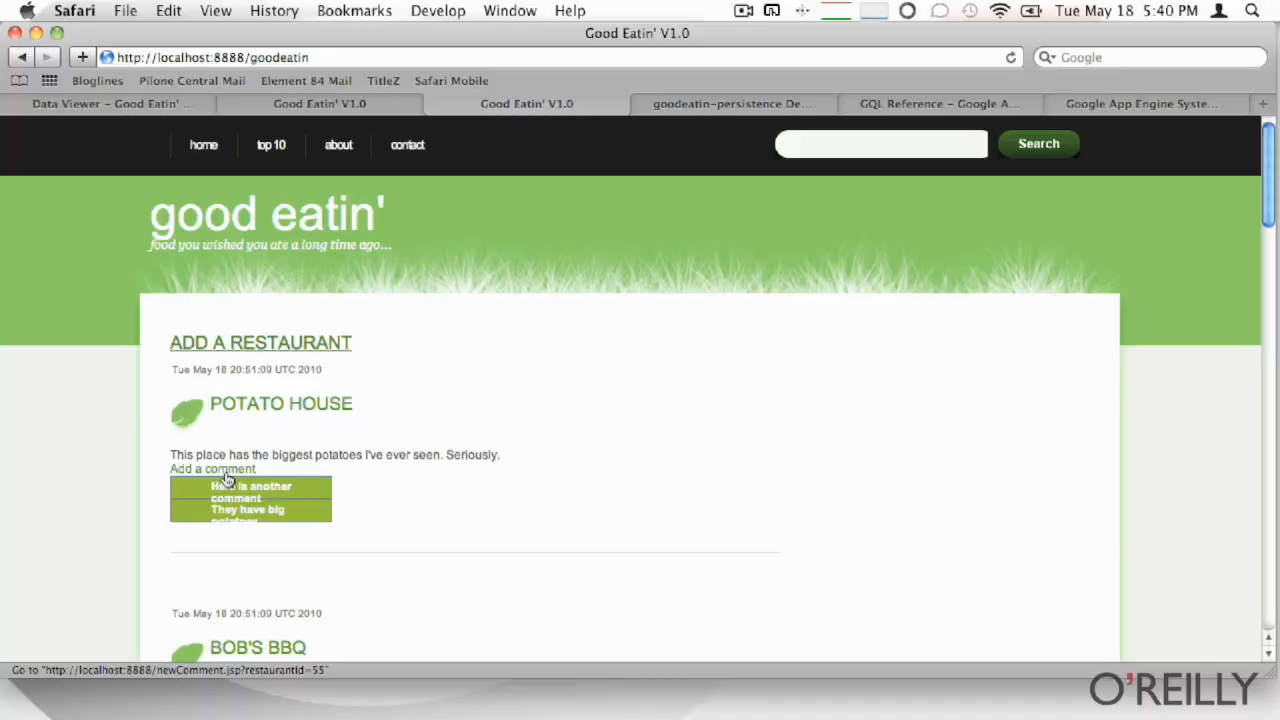 Safari File Edit View History Bookmarks Develop Window Help Tue May 18 5:40 PM
Good Eatin' V1.0
http://localhost:8888/goodeatin Google
Bloglines Pilone Central Mail Element 84 Mail TitleZ Safari Mobile
Data Viewer – Good Eatin' ... Good Eatin' V1.0 Good Eatin' V1.0 goodeatin-persistence De... GQL Reference – Google A... Google App Engine Syste...
home top 10 about contact Search
good eatin'
food you wished you ate a long time ago...
ADD A RESTAURANT
Tue May 18 20:51:09 UTC 2010
POTATO HOUSE
This place has the biggest potatoes I've ever seen. Seriously.
Add a comment
Here is another
comment
They have big
Tue May 18 20:51:09 UTC 2010
BOB'S BBQ
Go to "http://localhost:8888/newComment.jsp?restaurantId=55"
O'REILLY